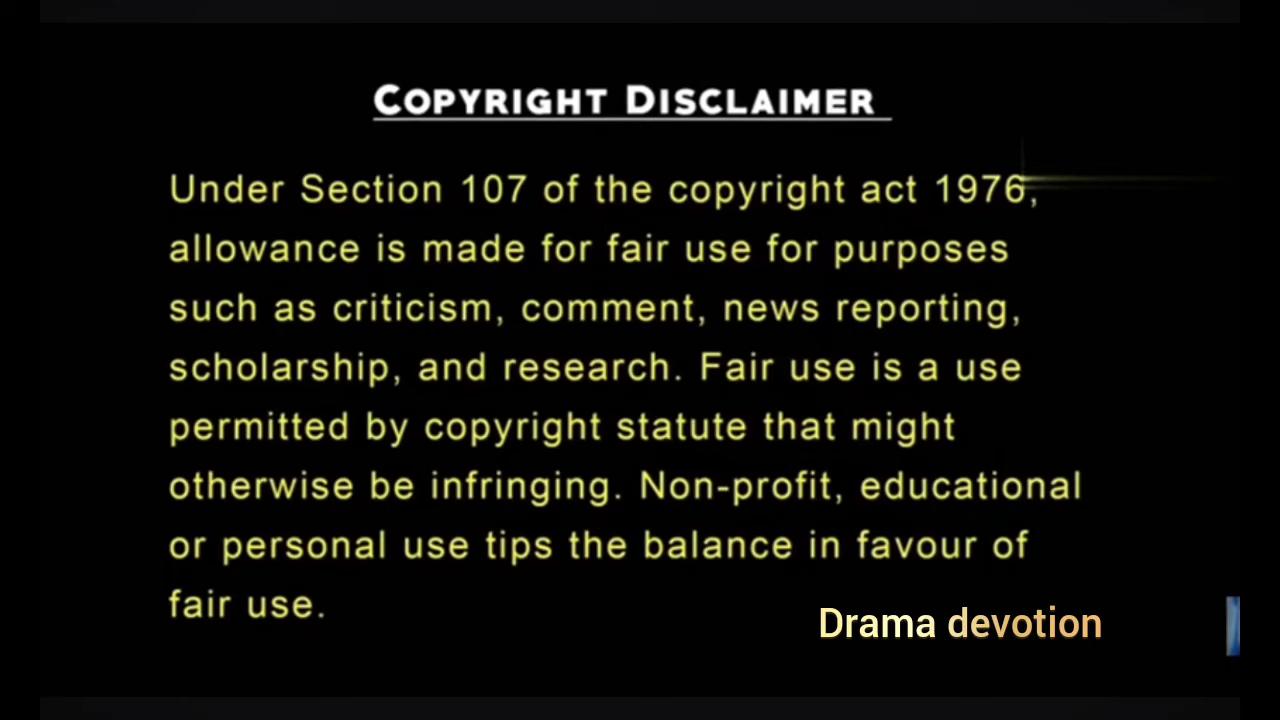 COPYRIGHT DISCLAIMER
Under Section 107 of the copyright act 1976,
allowance is made for fair use for purposes
such as criticism, comment, news reporting,
scholarship, and research. Fair use is a use
permitted by copyright statute that might
otherwise be infringing. Non-profit, educational
or personal use tips the balance in favour of
fair use.
Drama devotion